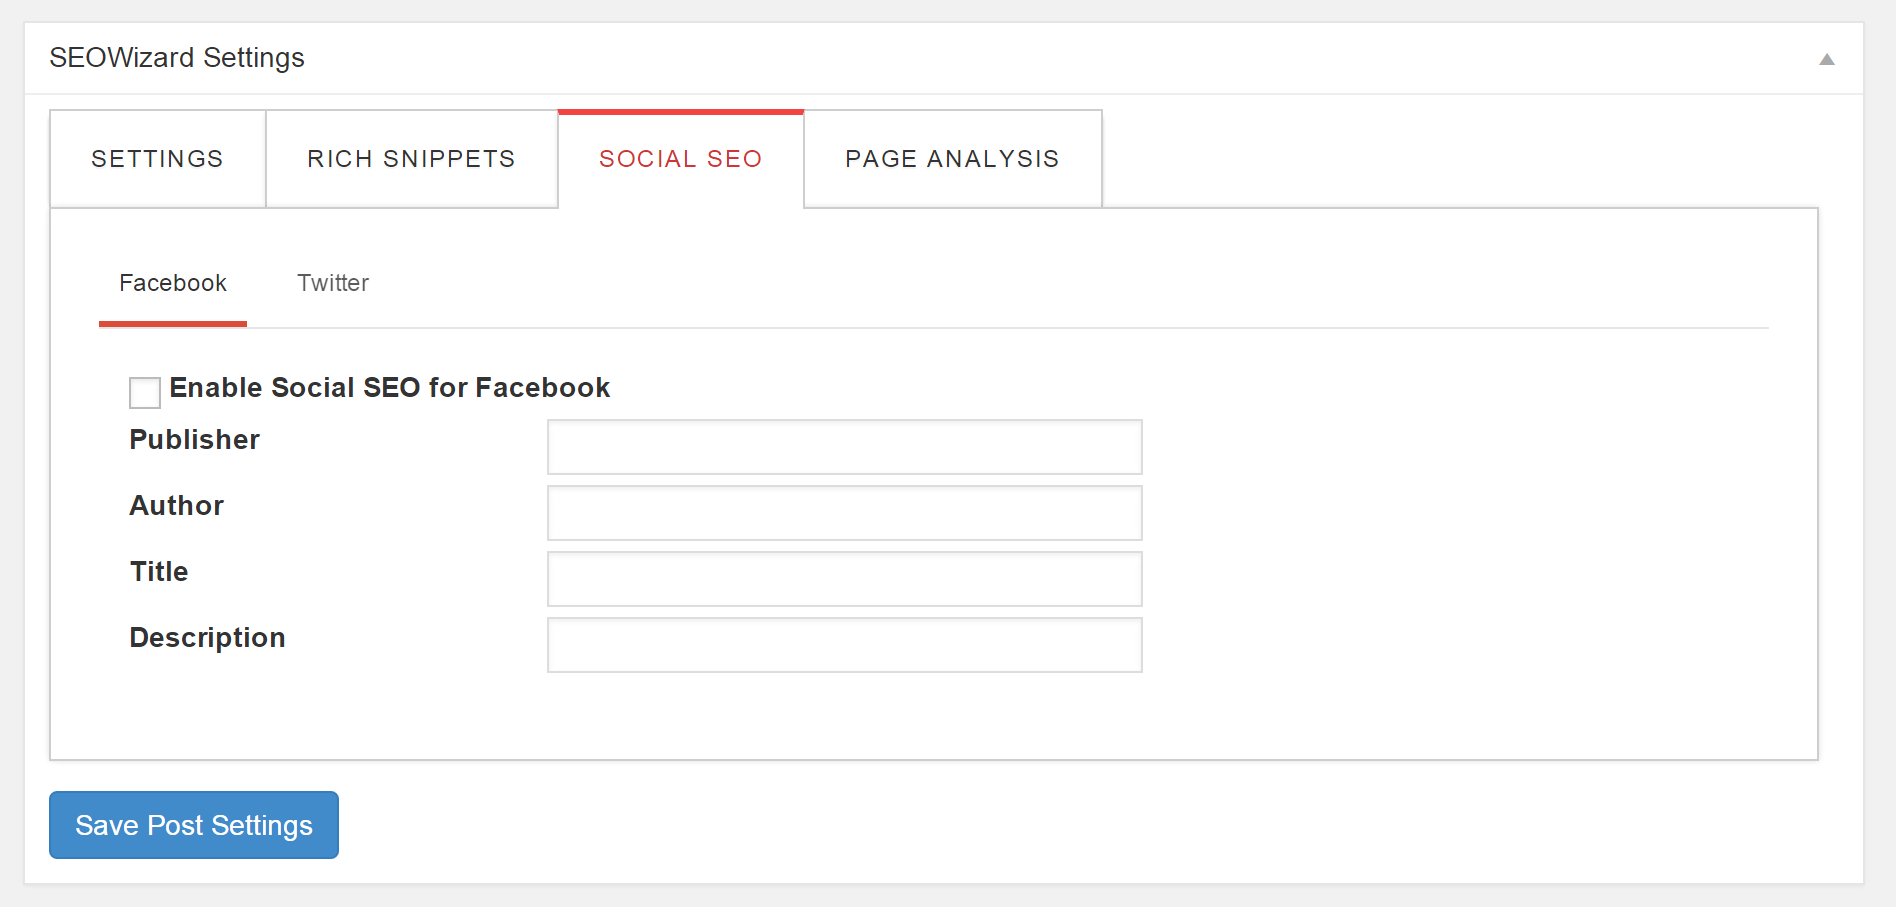 SEOWizard Settings
SETTINGS
RICH SNIPPETS
SOCIAL SEO
PAGE ANALYSIS
Facebook
Twitter
Enable Social SEO for Facebook
Publisher
Author
Title
Description
Save Post Settings